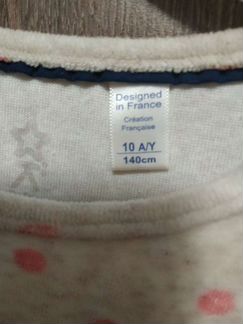 Designed
in France
Création
Française
10 A/Y
140cm